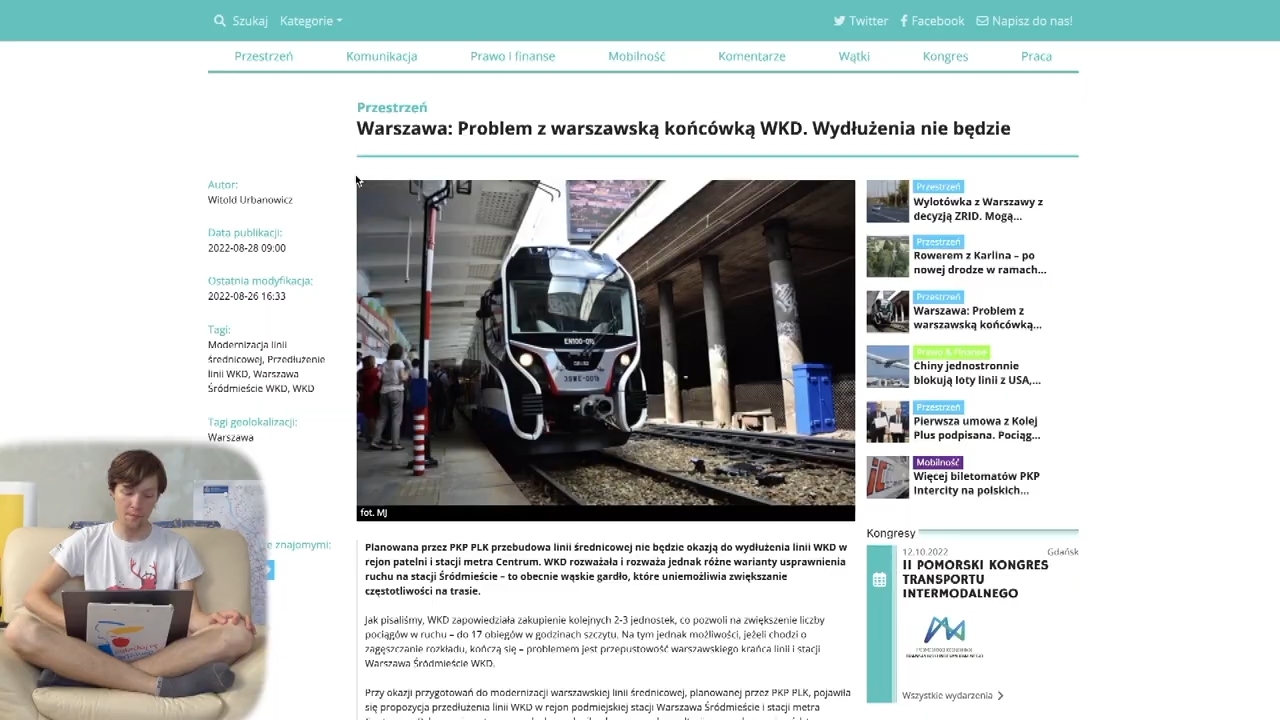 Szukaj Kategorie
Twitter Facebook Napisz do nas!
Przestrzeń Komunikacja Prawo i finanse Mobilność Komentarze Wątki Kongres Praca
Przestrzeń
Warszawa: Problem z warszawską końcówką WKD. Wydłużenia nie będzie
Autor:
Witold Urbanowicz
Data publikacji:
2022-08-28 09:00
Ostatnia modyfikacja:
2022-08-26 16:33
Tagi:
Modernizacja linii
średnicowej, Przedłużenie
linii WKD, Warszawa
Śródmieście WKD, WKD
Tagi geolokalizacji:
Warszawa
znajomymi:
EN100-01b
39WE-001b
fot. MJ
Planowana przez PKP PLK przebudowa linii średnicowej nie będzie okazją do wydłużenia linii WKD w
rejon patelni i stacji metra Centrum. WKD rozważała i rozważa jednak różne warianty usprawnienia
ruchu na stacji Śródmieście – to obecnie wąskie gardło, które uniemożliwia zwiększanie
częstotliwości na trasie.
Jak pisaliśmy, WKD zapowiedziała zakupienie kolejnych 2-3 jednostek, co pozwoli na zwiększenie liczby
pociągów w ruchu – do 17 obiegów w godzinach szczytu. Na tym jednak możliwości, jeżeli chodzi o
zagęszczanie rozkładu, kończą się – problemem jest przepustowość warszawskiego krańca linii i stacji
Warszawa Śródmieście WKD.
Przy okazji przygotowań do modernizacji warszawskiej linii średnicowej, planowanej przez PKP PLK, pojawiła
się propozycja przedłużenia linii WKD w rejon podmiejskiej stacji Warszawa Śródmieście i stacji metra
Przestrzeń
Wylotówka z Warszawy z
decyzją ZRID. Mogą...
Przestrzeń
Rowerem z Karlina – po
nowej drodze w ramach...
Przestrzeń
Warszawa: Problem z
warszawską końcówką...
Prawo & Finanse
Chiny jednostronnie
blokują loty linii z USA,...
Przestrzeń
Pierwsza umowa z Kolej
Plus podpisana. Pociąg...
Mobilność
Więcej biletomatów PKP
Intercity na polskich...
Kongresy
12.10.2022 Gdańsk
II POMORSKI KONGRES
TRANSPORTU
INTERMODALNEGO
Wszystkie wydarzenia